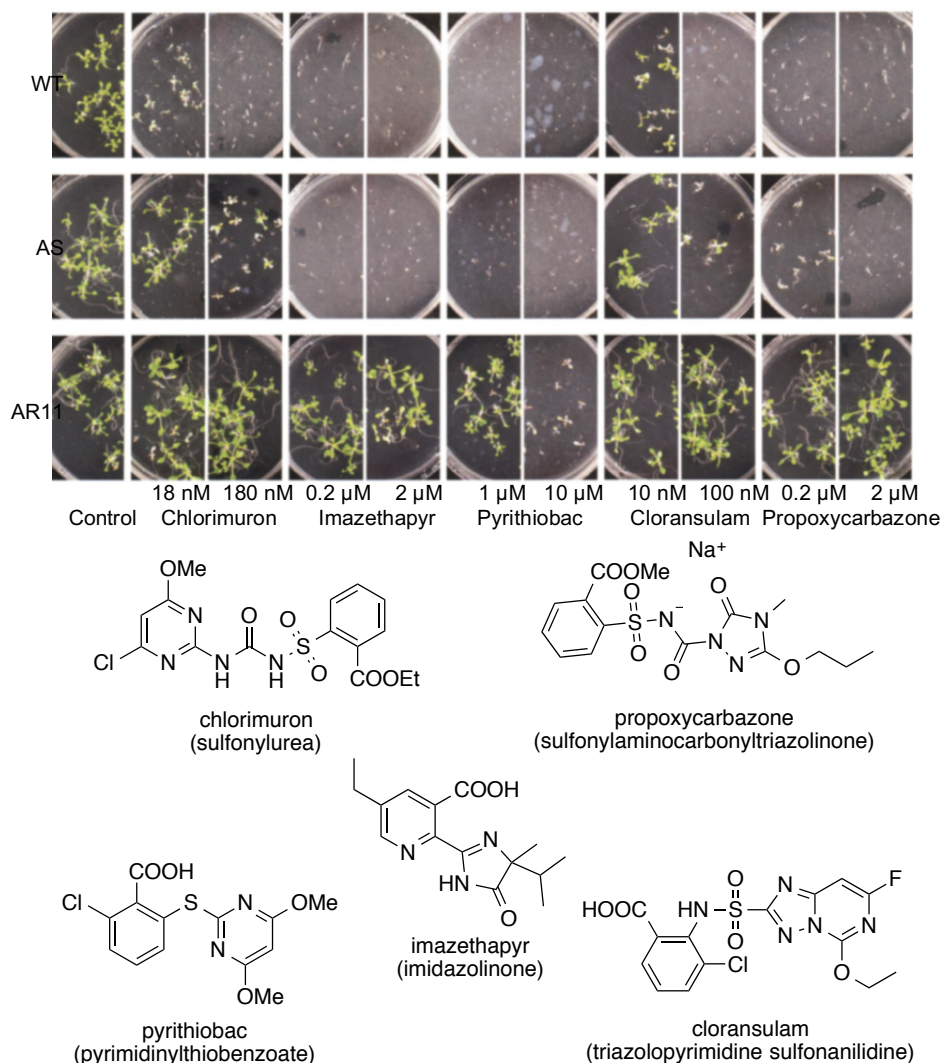 WT
AS
AR11
18 nM 180 nM 0.2 µM 2 µM 1 µM 10 µM 10 nM 100 nM 0.2 µM 2 µM
Control Chlorimuron Imazethapyr Pyrithiobac Cloransulam Propoxycarbazone
OMe
N
N
Cl
N
H
O
N
H
S
O
O
COOEt
chlorimuron
(sulfonylurea)
Na+
COOMe
O
S
O
N
−
O
N
O
N
N
O
propoxycarbazone
(sulfonylaminocarbonyltriazolinone)
COOH
N
N
HN
O
imazethapyr
(imidazolinone)
COOH
Cl
S
N
N
OMe
OMe
pyrithiobac
(pyrimidinylthiobenzoate)
HOOC
HN
O
S
O
Cl
N
N
N
N
F
O
cloransulam
(triazolopyrimidine sulfonanilidine)